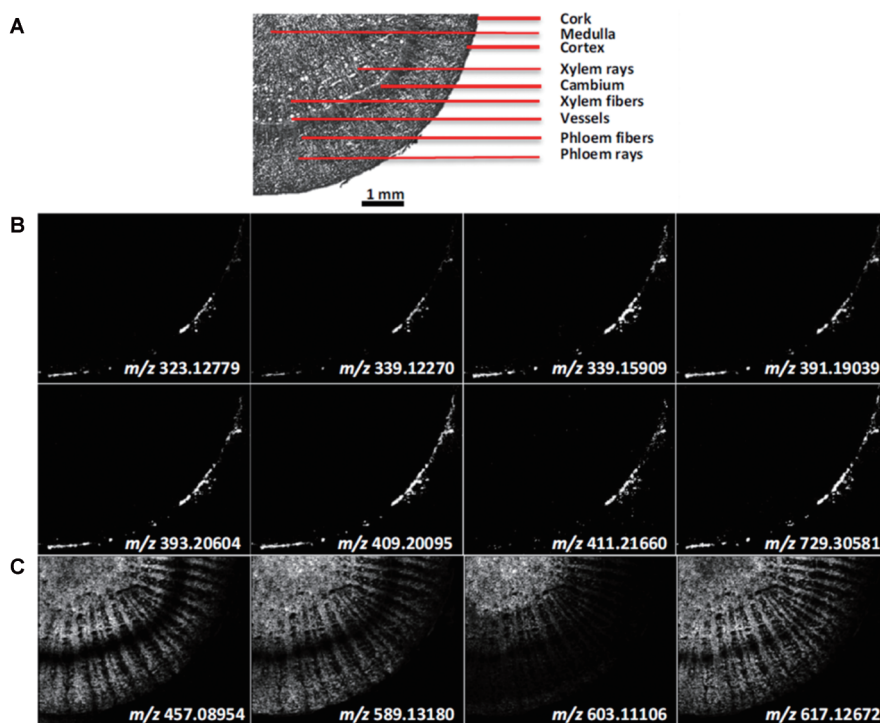 A
Cork
Medulla
Cortex
Xylem rays
Cambium
Xylem fibers
Vessels
Phloem fibers
Phloem rays
1 mm
B
m/z 323.12779
m/z 339.12270
m/z 339.15909
m/z 391.19039
m/z 393.20604
m/z 409.20095
m/z 411.21660
m/z 729.30581
C
m/z 457.08954
m/z 589.13180
m/z 603.11106
m/z 617.12672